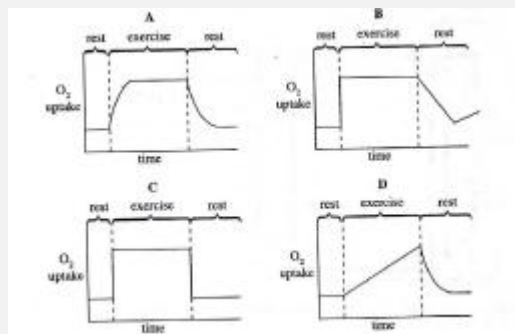 A
rest exercise rest
O₂
uptake
time
B
rest exercise rest
O₂
uptake
time
C
rest exercise rest
O₂
uptake
time
D
rest exercise rest
O₂
uptake
time